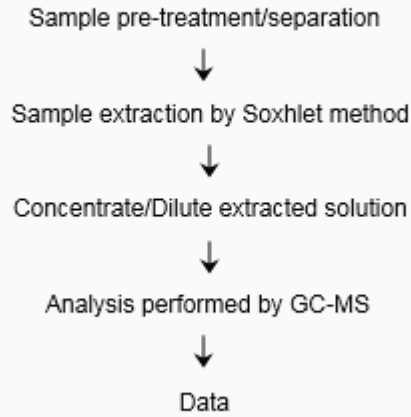 Sample pre-treatment/separation
Sample extraction by Soxhlet method
Concentrate/Dilute extracted solution
Analysis performed by GC-MS
Data